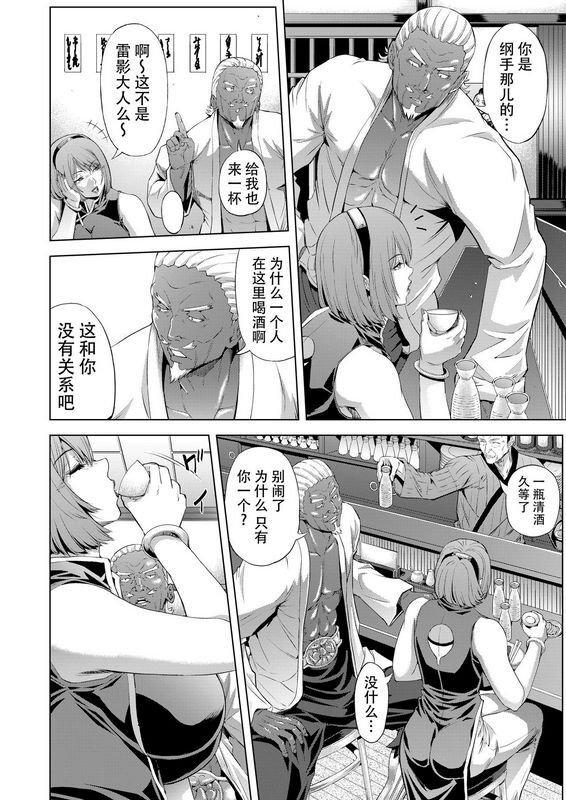 你是
纲手那儿的…
啊～这不是
雷影大人么～
给我也
来一杯
为什么一个人
在这里喝酒啊
这和你
没有关系吧
一瓶清酒
久等了
别闹了
为什么只有
你一个?
没什么…